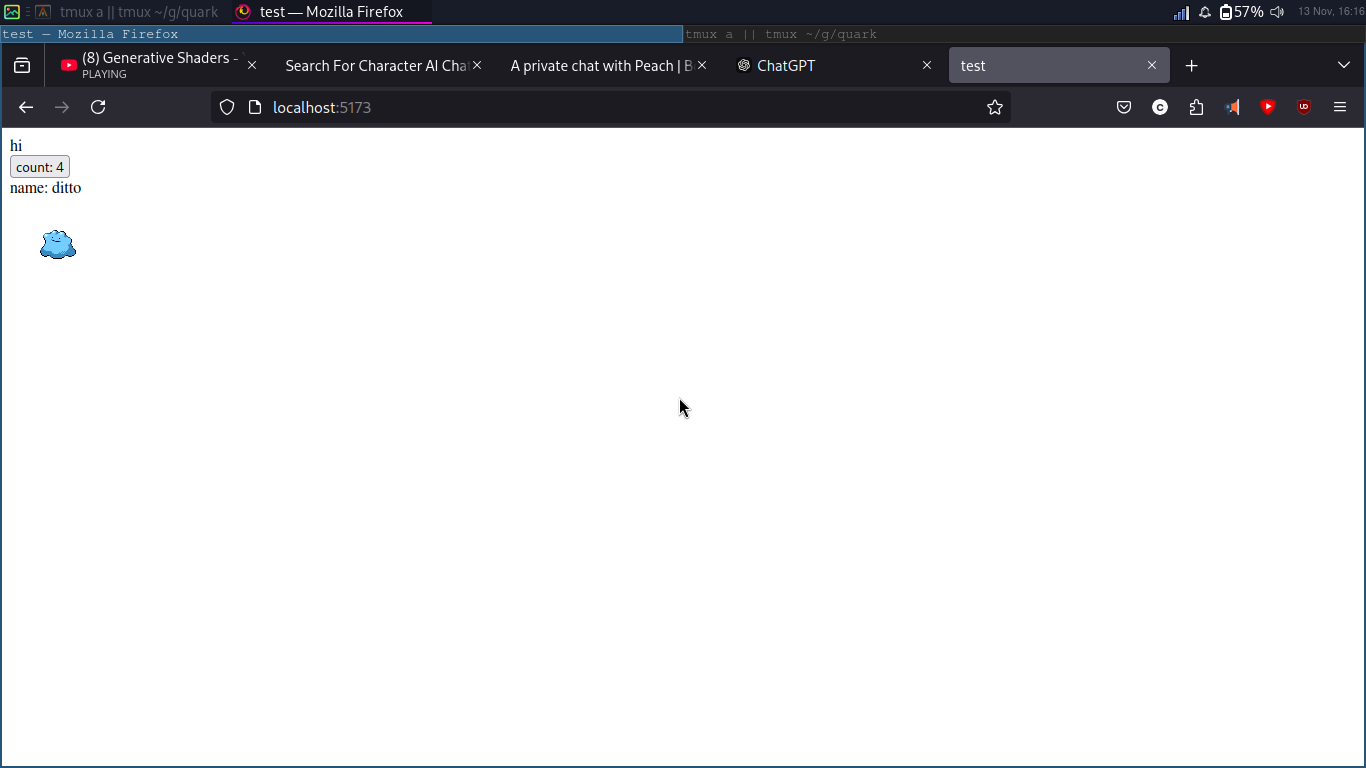 tmux a || tmux ~/g/quark
test — Mozilla Firefox
57%
13 Nov, 16:16
test — Mozilla Firefox
tmux a || tmux ~/g/quark
(8) Generative Shaders -
PLAYING
Search For Character AI Cha
A private chat with Peach | B
ChatGPT
test
localhost:5173
C
UD
hi
count: 4
name: ditto